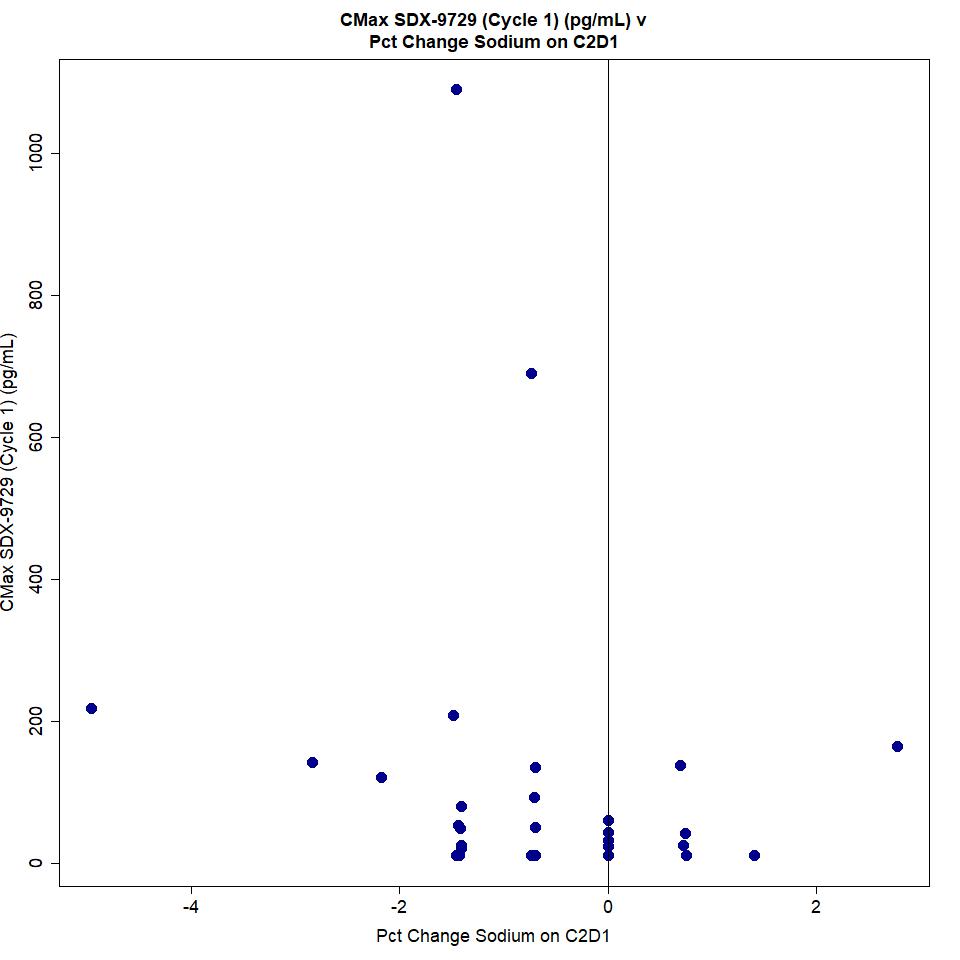 CMax SDX-9729 (Cycle 1) (pg/mL) v
Pct Change Sodium on C2D1
CMax SDX-9729 (Cycle 1) (pg/mL)
1000
800
600
400
200
0
-4
-2
0
2
Pct Change Sodium on C2D1